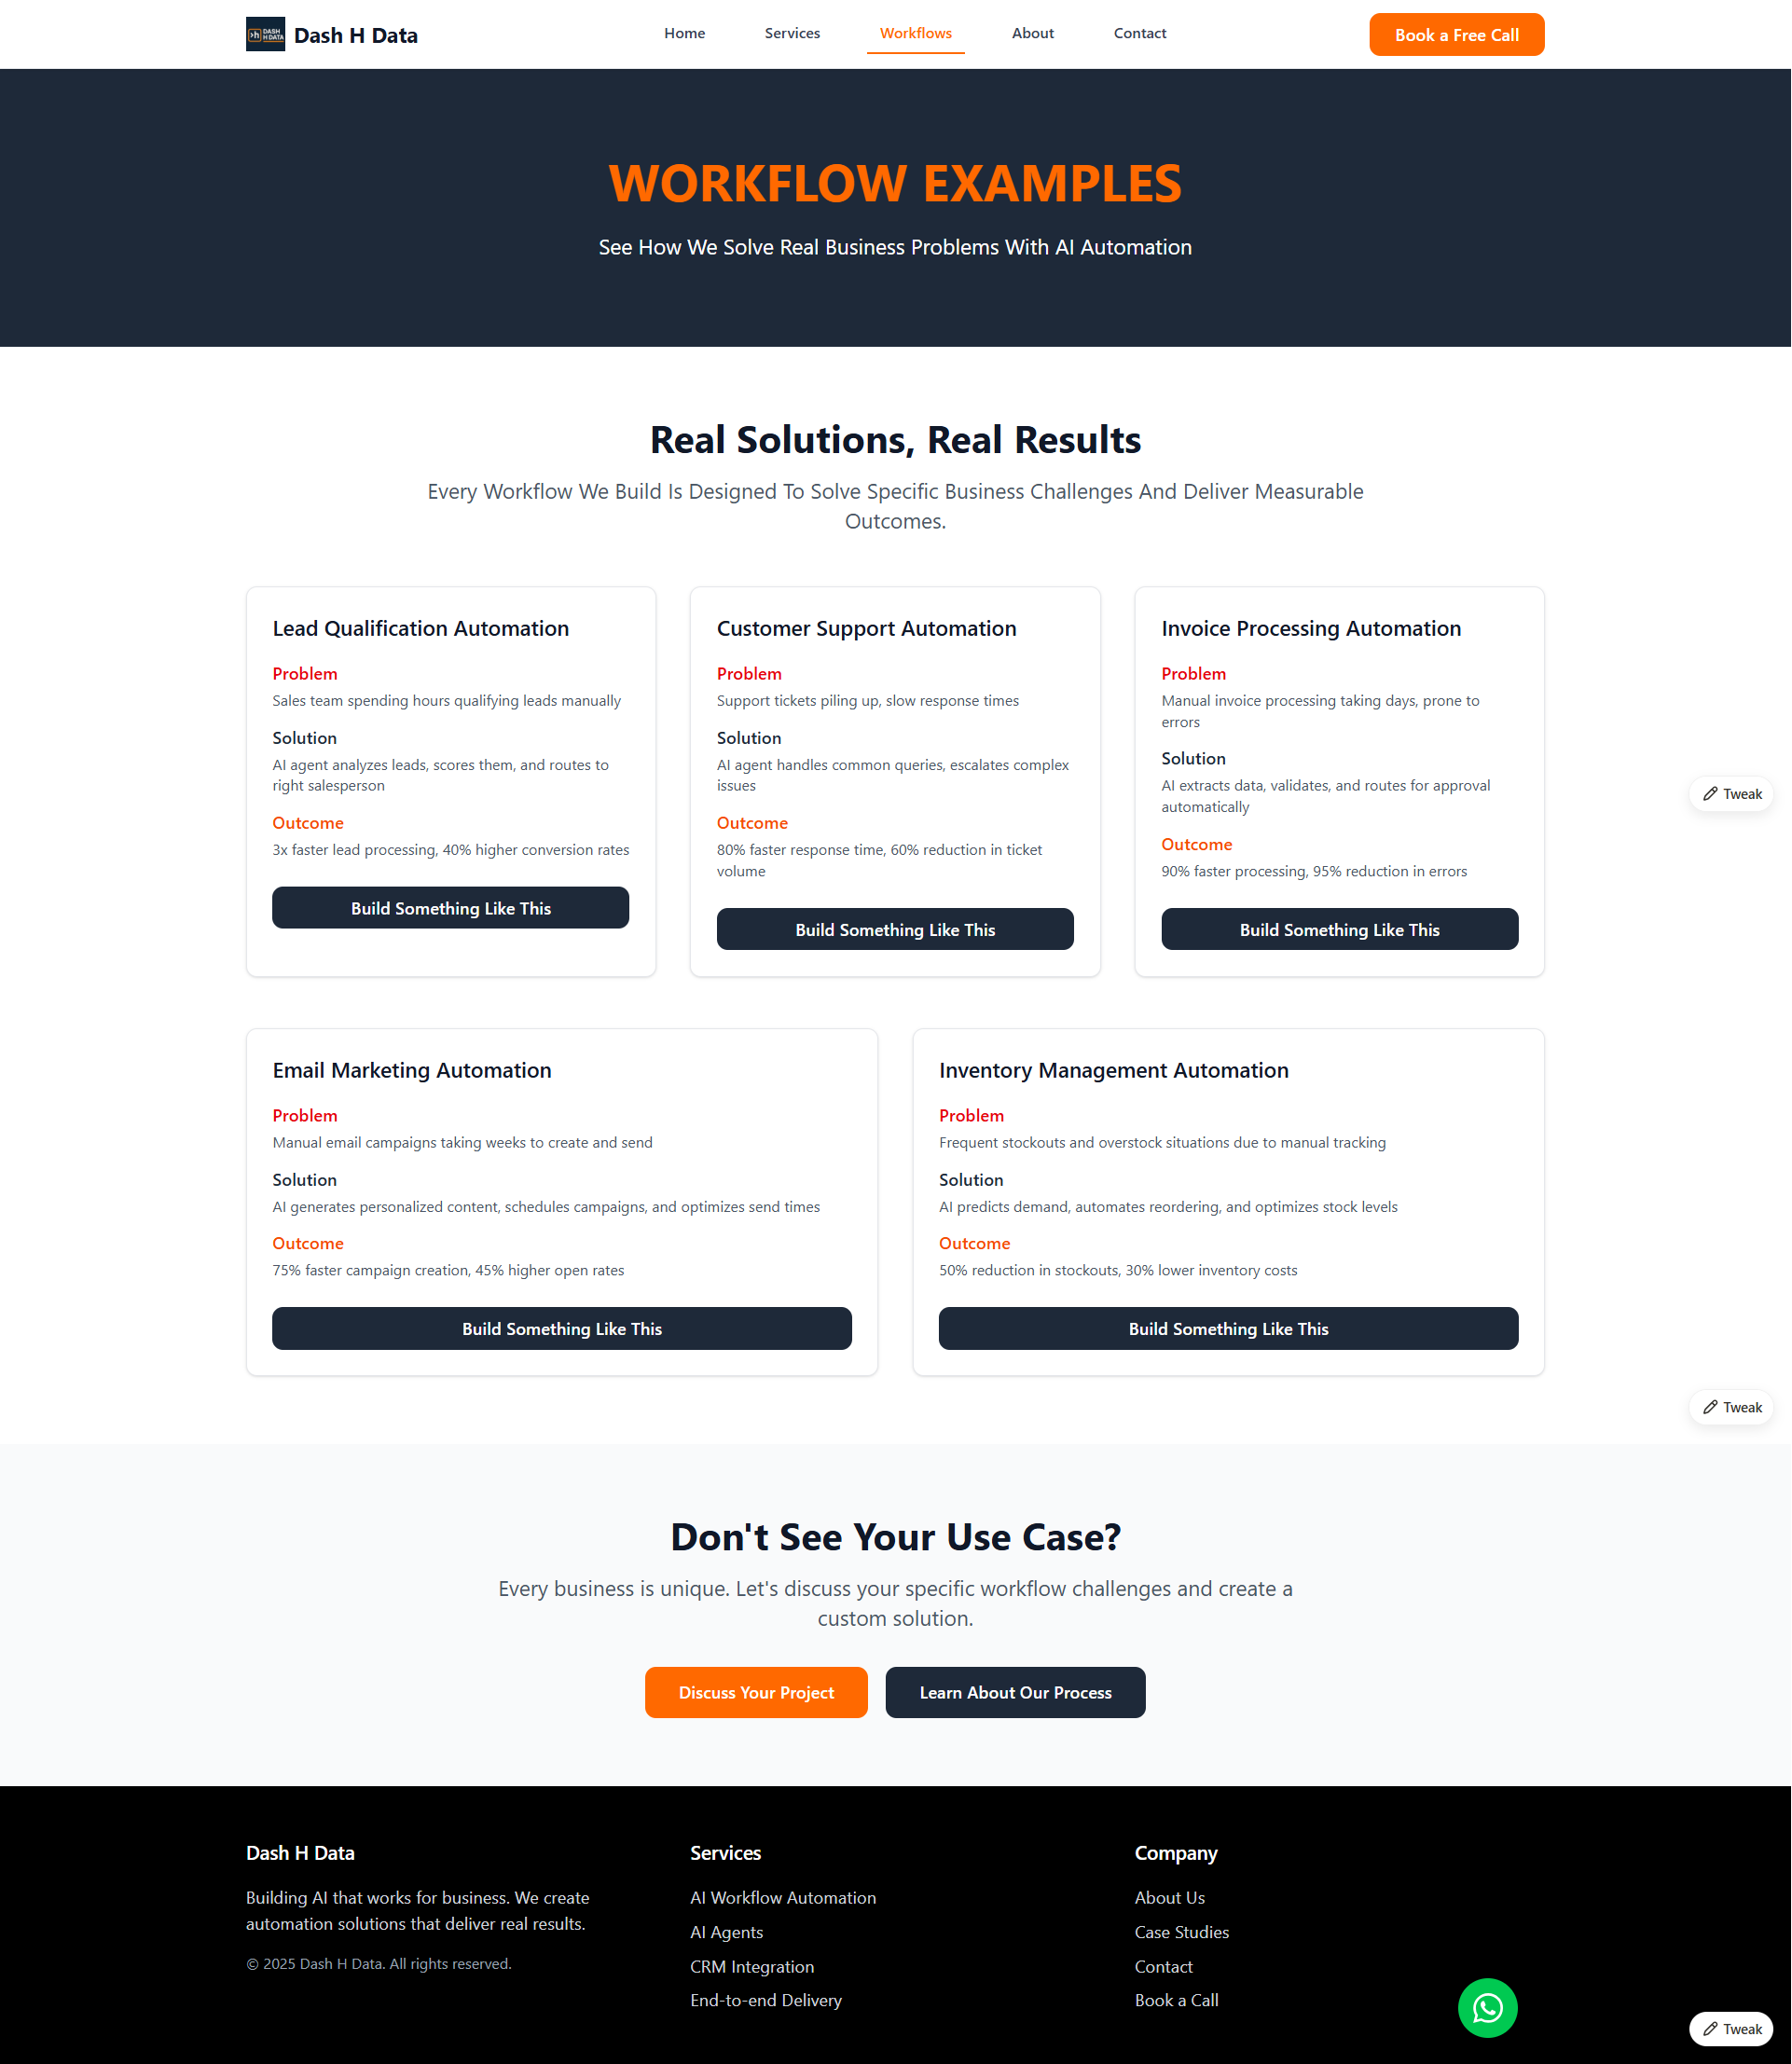 DASH
H DATA
Dash H Data
Home
Services
Workflows
About
Contact
Book a Free Call
WORKFLOW EXAMPLES
See How We Solve Real Business Problems With AI Automation
Real Solutions, Real Results
Every Workflow We Build Is Designed To Solve Specific Business Challenges And Deliver Measurable
Outcomes.
Lead Qualification Automation
Problem
Sales team spending hours qualifying leads manually
Solution
AI agent analyzes leads, scores them, and routes to
right salesperson
Outcome
3x faster lead processing, 40% higher conversion rates
Build Something Like This
Customer Support Automation
Problem
Support tickets piling up, slow response times
Solution
AI agent handles common queries, escalates complex
issues
Outcome
80% faster response time, 60% reduction in ticket
volume
Build Something Like This
Invoice Processing Automation
Problem
Manual invoice processing taking days, prone to
errors
Solution
AI extracts data, validates, and routes for approval
automatically
Outcome
90% faster processing, 95% reduction in errors
Build Something Like This
Tweak
Email Marketing Automation
Problem
Manual email campaigns taking weeks to create and send
Solution
AI generates personalized content, schedules campaigns, and optimizes send times
Outcome
75% faster campaign creation, 45% higher open rates
Build Something Like This
Inventory Management Automation
Problem
Frequent stockouts and overstock situations due to manual tracking
Solution
AI predicts demand, automates reordering, and optimizes stock levels
Outcome
50% reduction in stockouts, 30% lower inventory costs
Build Something Like This
Tweak
Don't See Your Use Case?
Every business is unique. Let's discuss your specific workflow challenges and create a
custom solution.
Discuss Your Project
Learn About Our Process
Dash H Data
Building AI that works for business. We create
automation solutions that deliver real results.
© 2025 Dash H Data. All rights reserved.
Services
AI Workflow Automation
AI Agents
CRM Integration
End-to-end Delivery
Company
About Us
Case Studies
Contact
Book a Call
Tweak